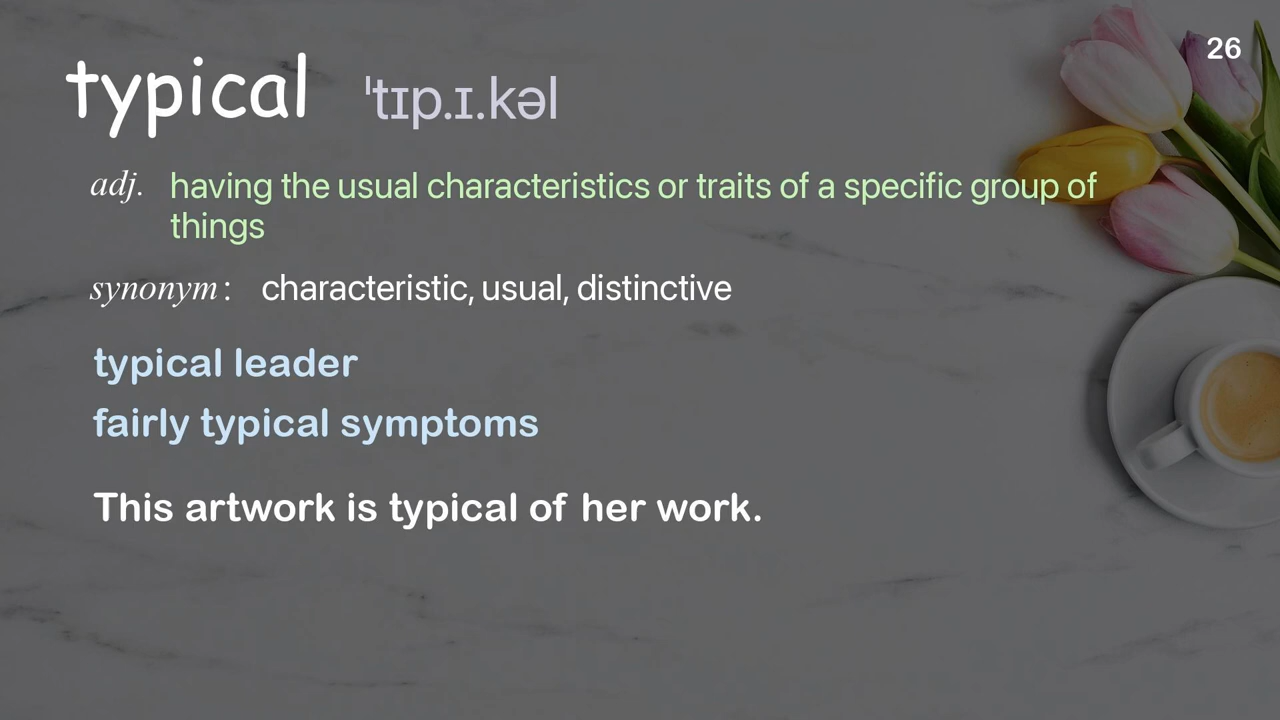 26
typical ˈtɪp.ɪ.kəl
adj. having the usual characteristics or traits of a specific group of
things
synonym: characteristic, usual, distinctive
typical leader
fairly typical symptoms
This artwork is typical of her work.